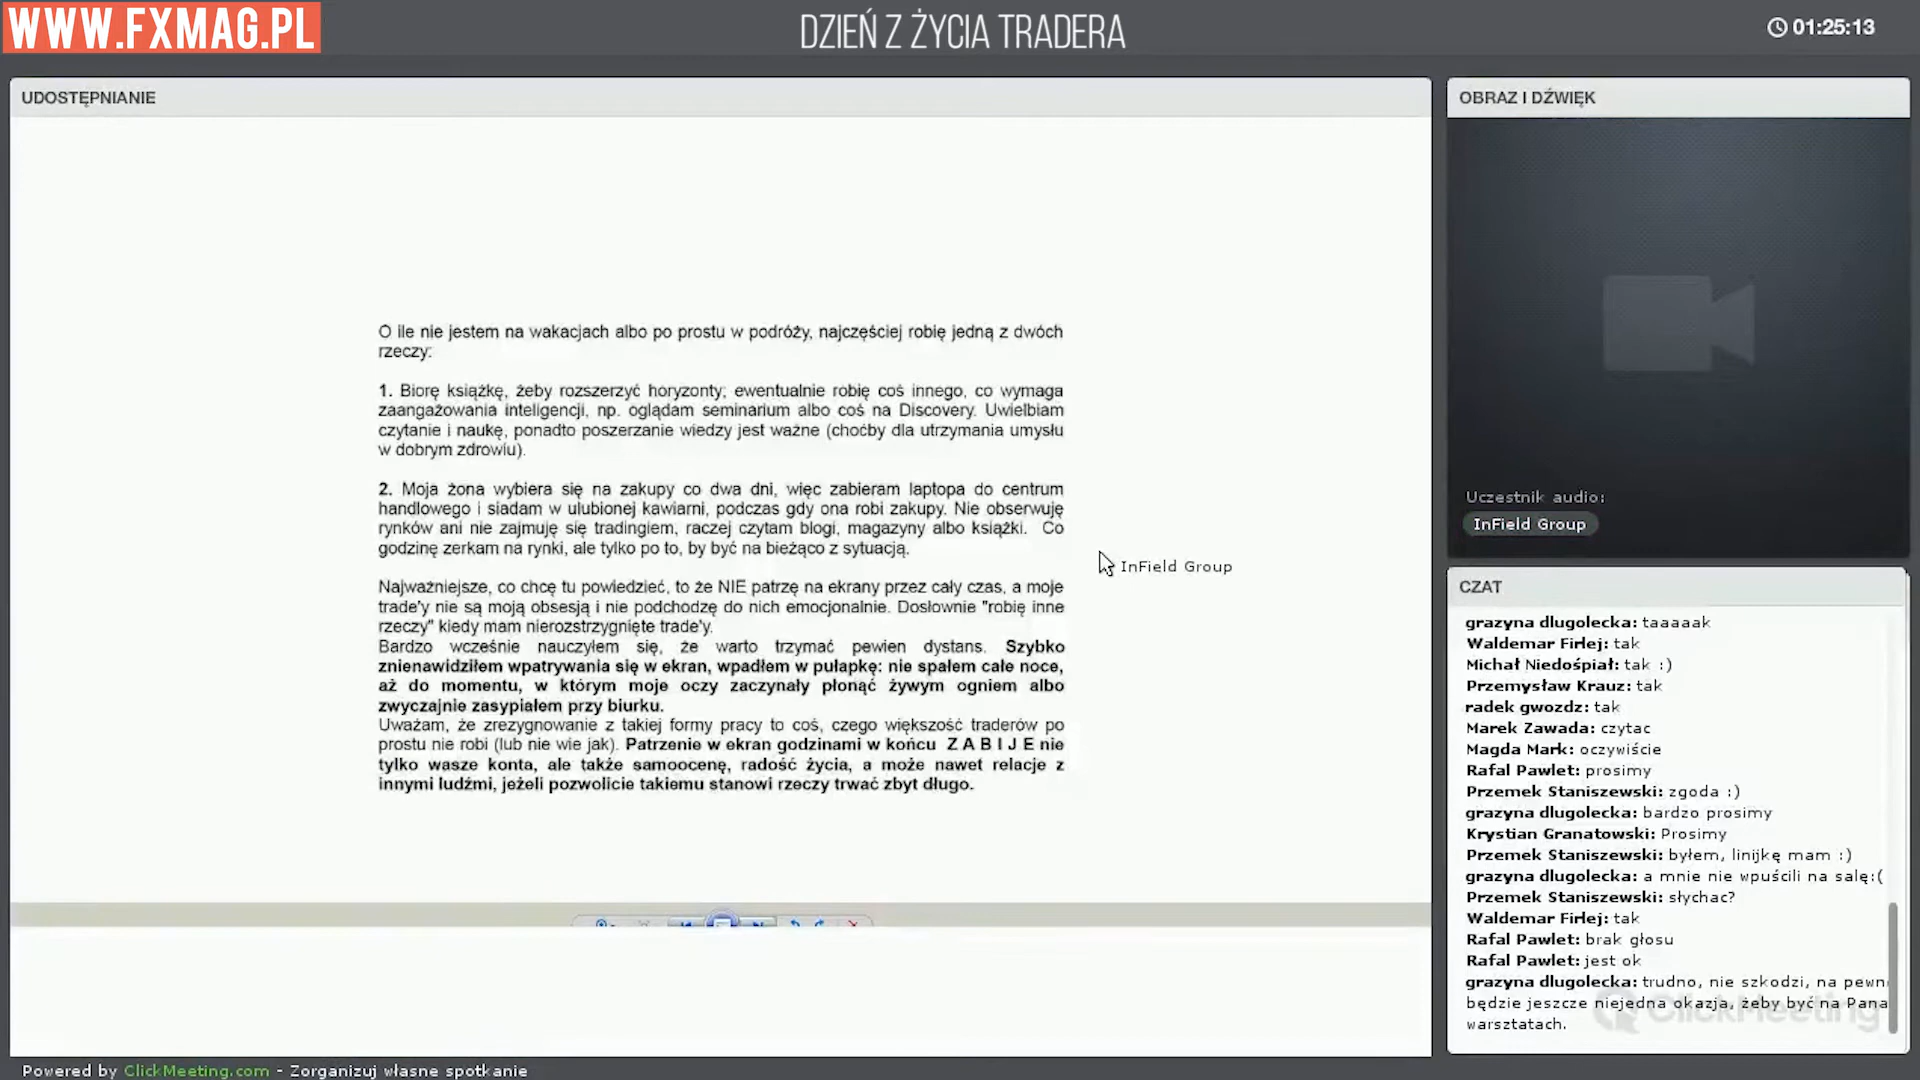 WWW.FXMAG.PL
DZIEŃ Z ŻYCIA TRADERA
01:25:13
UDOSTĘPNIANIE
O ile nie jestem na wakacjach albo po prostu w podróży, najczęściej robię jedną z dwóch
rzeczy:
1. Biorę książkę, żeby rozszerzyć horyzonty; ewentualnie robię coś innego, co wymaga
zaangażowania inteligencji, np. oglądam seminarium albo coś na Discovery. Uwielbiam
czytanie i naukę, ponadto poszerzanie wiedzy jest ważne (choćby dla utrzymania umysłu
w dobrym zdrowiu).
2. Moja żona wybiera się na zakupy co dwa dni, więc zabieram laptopa do centrum
handlowego i siadam w ulubionej kawiarni, podczas gdy ona robi zakupy. Nie obserwuję
rynków ani nie zajmuję się tradingiem, raczej czytam blogi, magazyny albo książki. Co
godzinę zerkam na rynki, ale tylko po to, by być na bieżąco z sytuacją.
Najważniejsze, co chcę tu powiedzieć, to że NIE patrzę na ekrany przez cały czas, a moje
trade'y nie są moją obsesją i nie podchodzę do nich emocjonalnie. Dosłownie "robię inne
rzeczy" kiedy mam nierozstrzygnięte trade'y.
Bardzo wcześnie nauczyłem się, że warto trzymać pewien dystans. Szybko
znienawidziłem wpatrywania się w ekran, wpadłem w pułapkę: nie spałem całe noce,
aż do momentu, w którym moje oczy zaczynały płonąć żywym ogniem albo
zwyczajnie zasypiałem przy biurku.
Uważam, że zrezygnowanie z takiej formy pracy to coś, czego większość traderów po
prostu nie robi (lub nie wie jak). Patrzenie w ekran godzinami w końcu Z A B I J E nie
tylko wasze konta, ale także samoocenę, radość życia, a może nawet relacje z
innymi ludźmi, jeżeli pozwolicie takiemu stanowi rzeczy trwać zbyt długo.
InField Group
OBRAZ I DŹWIĘK
Uczestnik audio:
InField Group
CZAT
grazyna dlugolecka: taaaaak
Waldemar Firlej: tak
Michał Niedośpiał: tak :)
Przemysław Krauz: tak
radek gwozdz: tak
Marek Zawada: czytac
Magda Mark: oczywiście
Rafal Pawlet: prosimy
Przemek Staniszewski: zgoda :)
grazyna dlugolecka: bardzo prosimy
Krystian Granatowski: Prosimy
Przemek Staniszewski: byłem, linijkę mam :)
grazyna dlugolecka: a mnie nie wpuścili na salę:(
Przemek Staniszewski: słychac?
Waldemar Firlej: tak
Rafal Pawlet: brak głosu
Rafal Pawlet: jest ok
grazyna dlugolecka: trudno, nie szkodzi, na pewn
będzie jeszcze niejedna okazja, żeby być na Pana
warsztatach.
ClickMeeting
Powered by ClickMeeting.com - Zorganizuj własne spotkanie